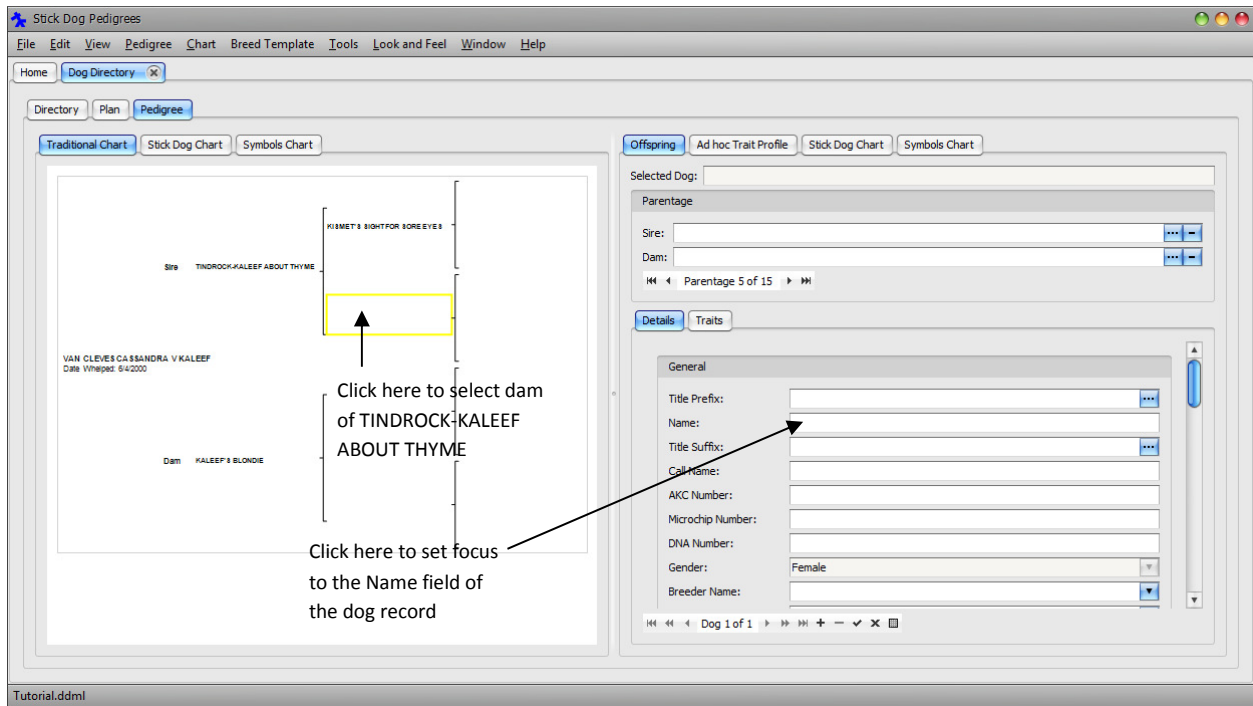 Stick Dog Pedigrees
File Edit View Pedigree Chart Breed Template Tools Look and Feel Window Help
Home Dog Directory
Directory Plan Pedigree
Traditional Chart Stick Dog Chart Symbols Chart
KISMET'S SIGHT FOR SORE EYES
Sire TINDROCK-KALEEF ABOUT THYME
VAN CLEVES CASSANDRA V KALEEF
Date Whelped: 6/4/2000
Click here to select dam
of TINDROCK-KALEEF
ABOUT THYME
Dam KALEEF'S BLONDIE
Click here to set focus
to the Name field of
the dog record
Offspring Ad hoc Trait Profile Stick Dog Chart Symbols Chart
Selected Dog:
Parentage
Sire:
Dam:
Parentage 5 of 15
Details Traits
General
Title Prefix:
Name:
Title Suffix:
Call Name:
AKC Number:
Microchip Number:
DNA Number:
Gender: Female
Breeder Name:
Dog 1 of 1
Tutorial.ddml